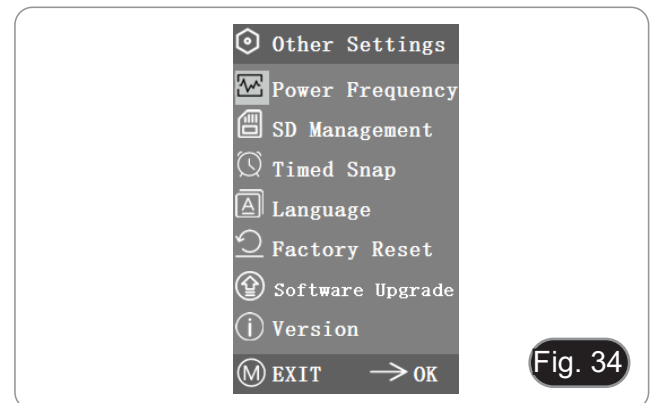 Other Settings
Power Frequency
SD Management
Timed Snap
Language
Factory Reset
Software Upgrade
Version
M EXIT → OK
Fig. 34